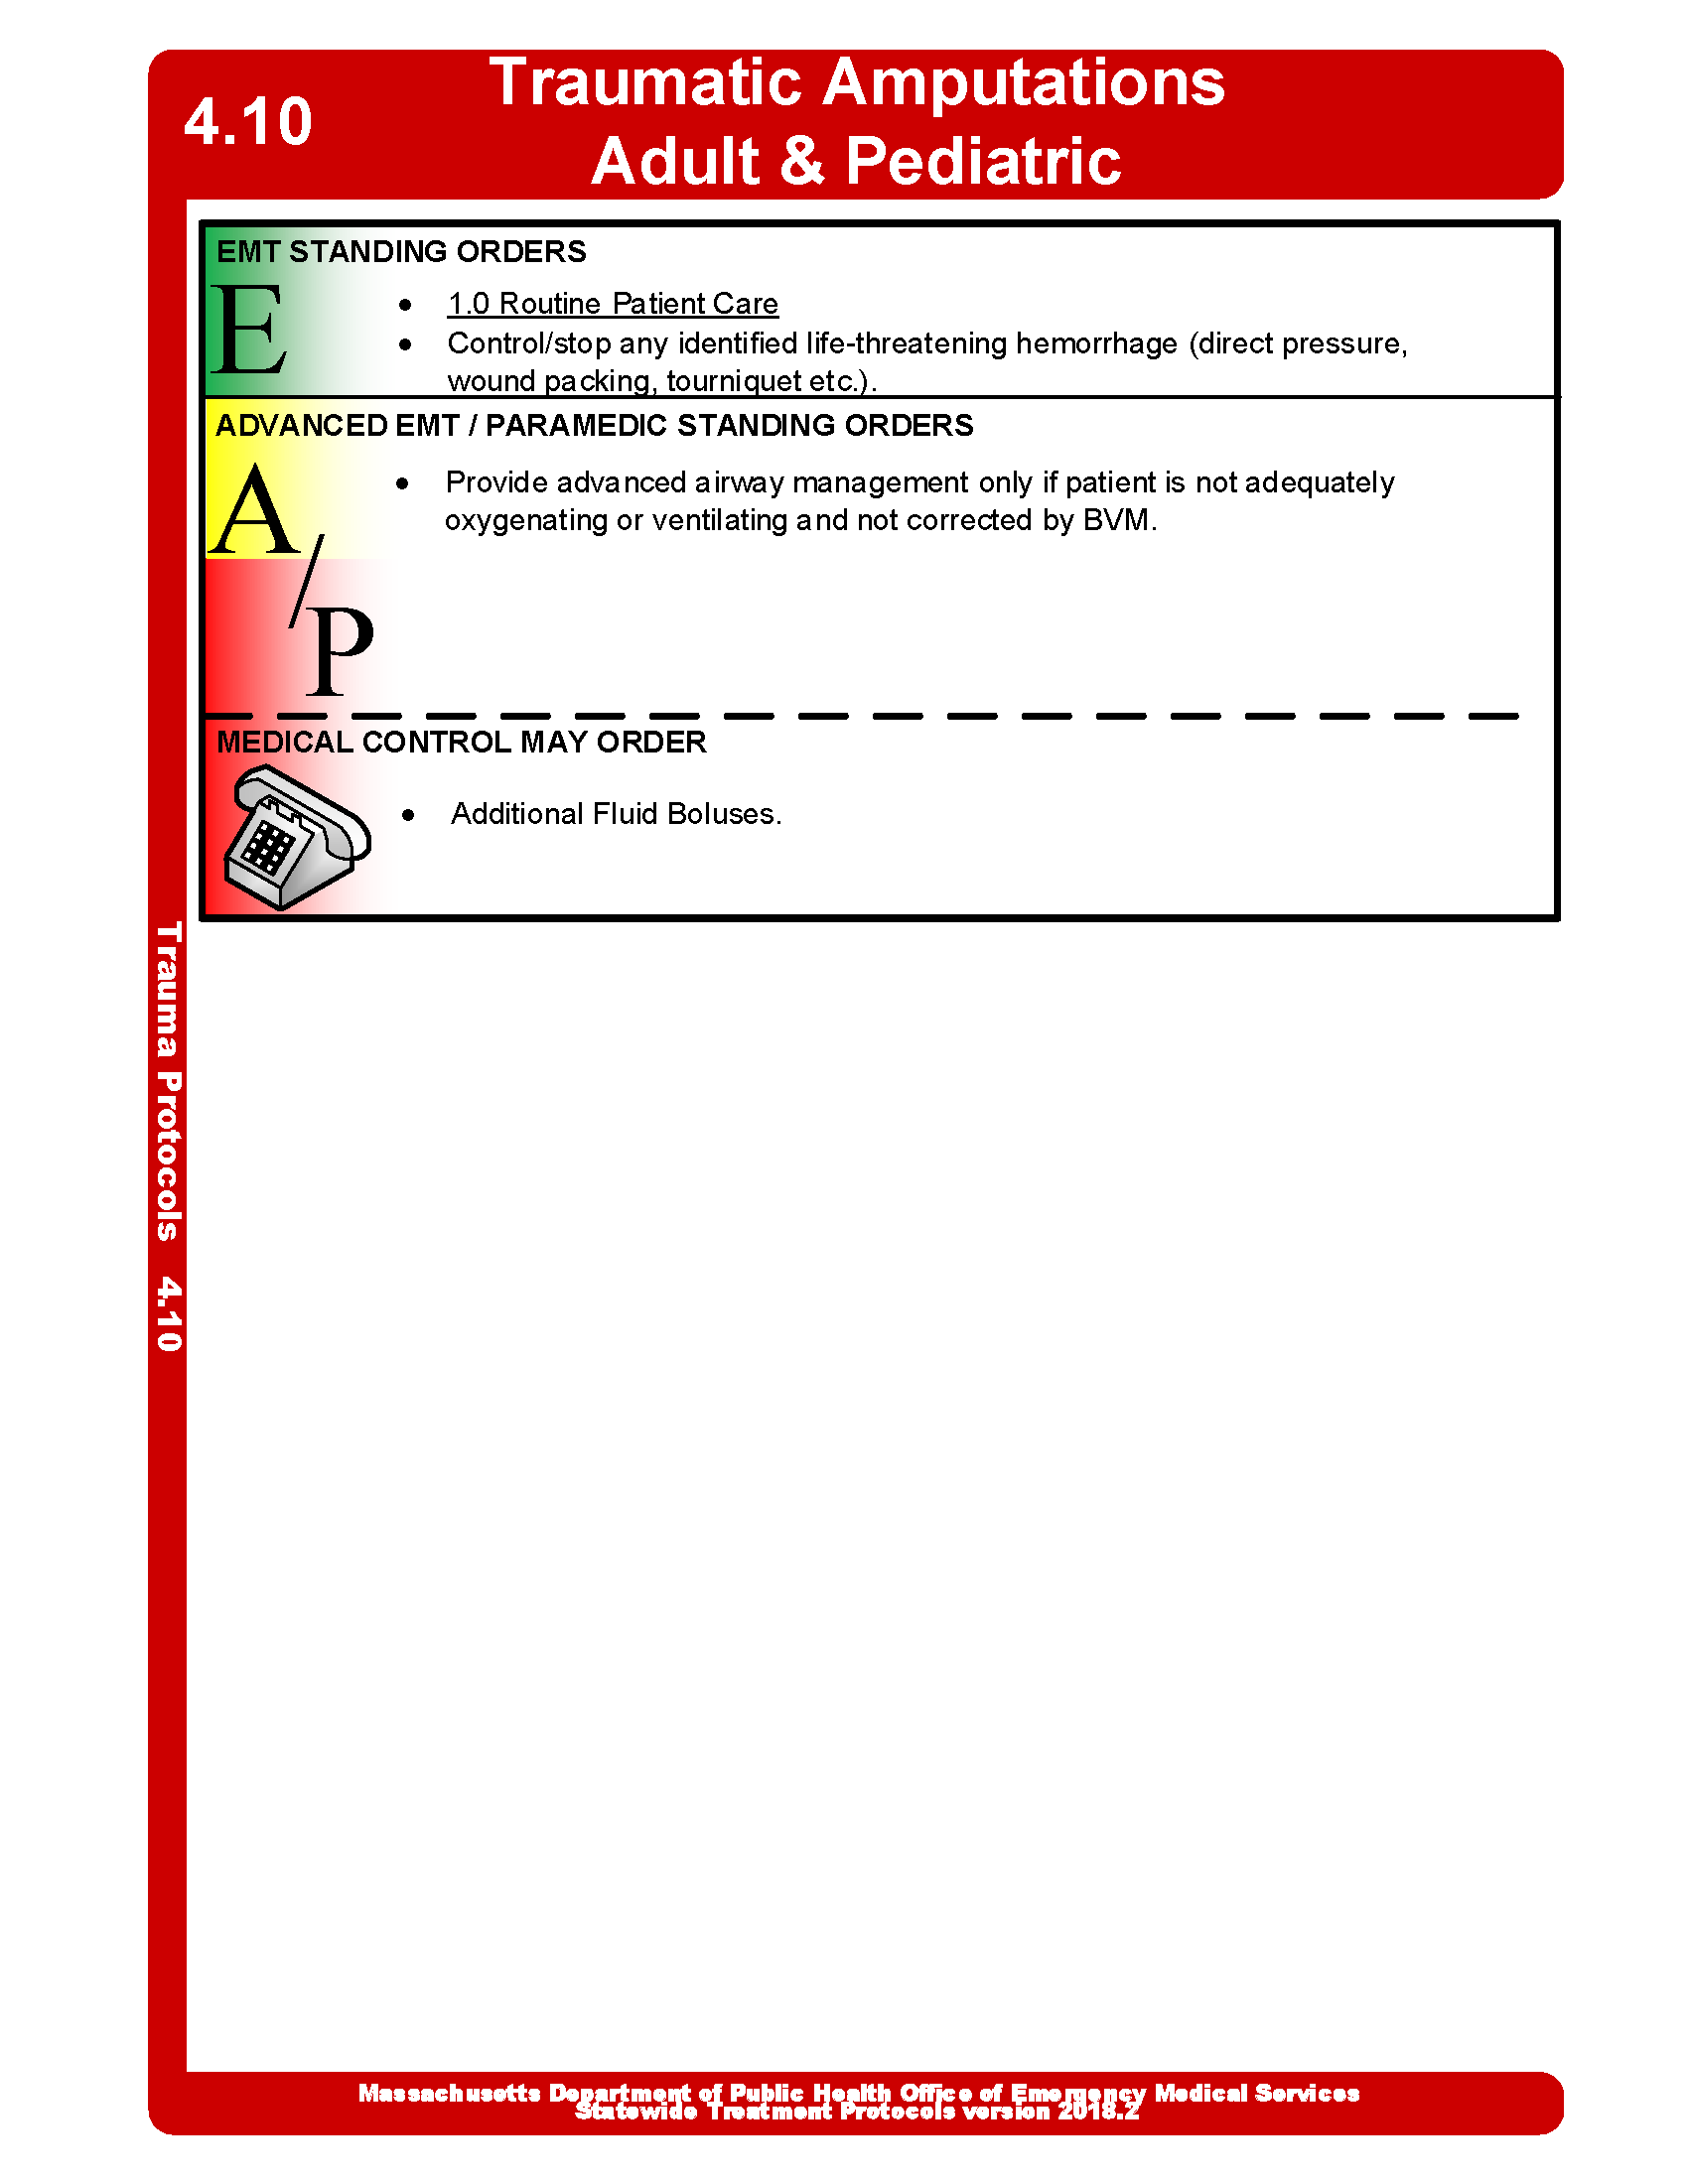 4.10
Traumatic Amputations
Adult & Pediatric
EMT STANDING ORDERS
E
• 1.0 Routine Patient Care
• Control/stop any identified life-threatening hemorrhage (direct pressure,
wound packing, tourniquet etc.).
ADVANCED EMT / PARAMEDIC STANDING ORDERS
A/P
• Provide advanced airway management only if patient is not adequately
oxygenating or ventilating and not corrected by BVM.
MEDICAL CONTROL MAY ORDER
• Additional Fluid Boluses.
Trauma Protocols 4.10
Massachusetts Department of Public Health Office of Emergency Medical Services
Statewide Treatment Protocols version 2018.2